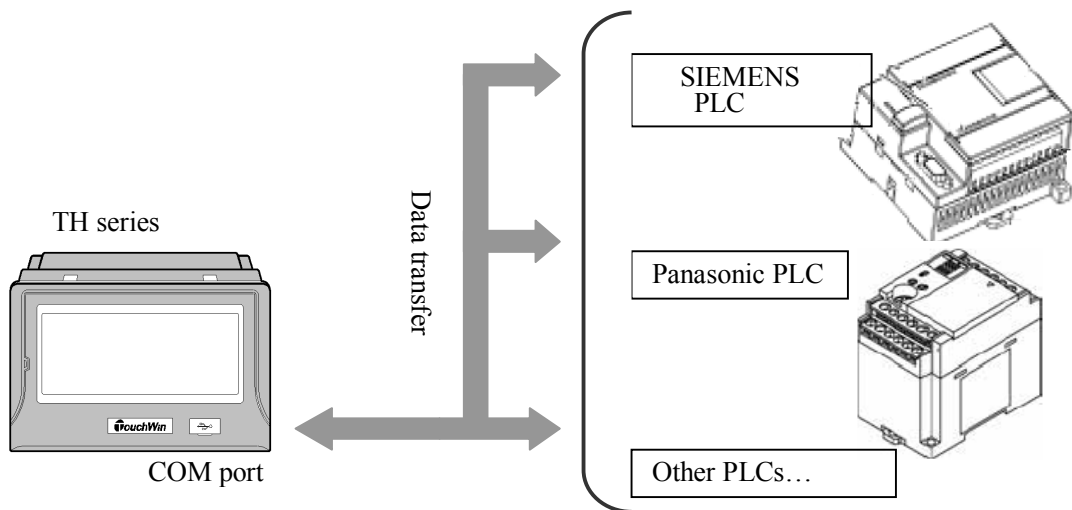 TH series
TouchWin
COM port
Data transfer
SIEMENS
PLC
Panasonic PLC
Other PLCs…